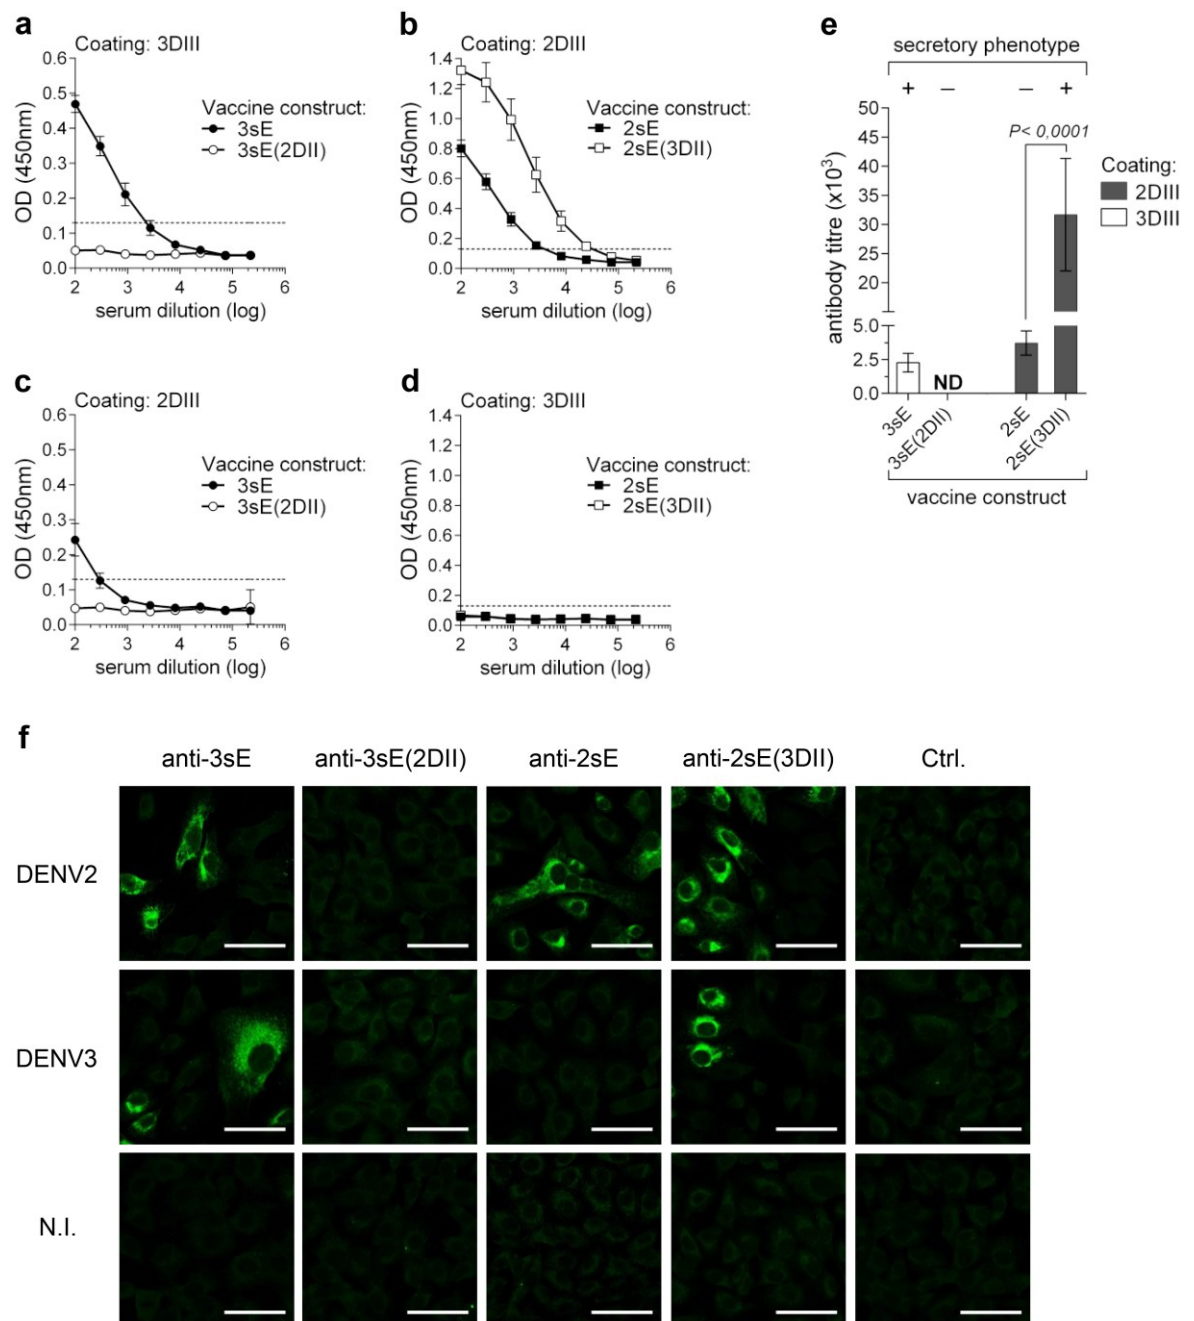 a
Coating: 3DIII
0.6
0.5
0.4
0.3
0.2
0.1
0.0
OD (450nm)
Vaccine construct:
3sE
3sE(2DII)
2 3 4 5 6
serum dilution (log)
b
Coating: 2DIII
1.4
1.2
1.0
0.8
0.6
0.4
0.2
0.0
OD (450nm)
Vaccine construct:
2sE
2sE(3DII)
2 3 4 5 6
serum dilution (log)
c
Coating: 2DIII
0.6
0.5
0.4
0.3
0.2
0.1
0.0
OD (450nm)
Vaccine construct:
3sE
3sE(2DII)
2 3 4 5 6
serum dilution (log)
d
Coating: 3DIII
1.4
1.2
1.0
0.8
0.6
0.4
0.2
0.0
OD (450nm)
Vaccine construct:
2sE
2sE(3DII)
2 3 4 5 6
serum dilution (log)
e
secretory phenotype
+ – – +
50
45
40
35
30
25
20
5.0
2.5
0.0
antibody titre (x10³)
P< 0,0001
ND
Coating:
2DIII
3DIII
3sE
3sE(2DII)
2sE
2sE(3DII)
vaccine construct
f
anti-3sE anti-3sE(2DII) anti-2sE anti-2sE(3DII) Ctrl.
DENV2
DENV3
N.I.